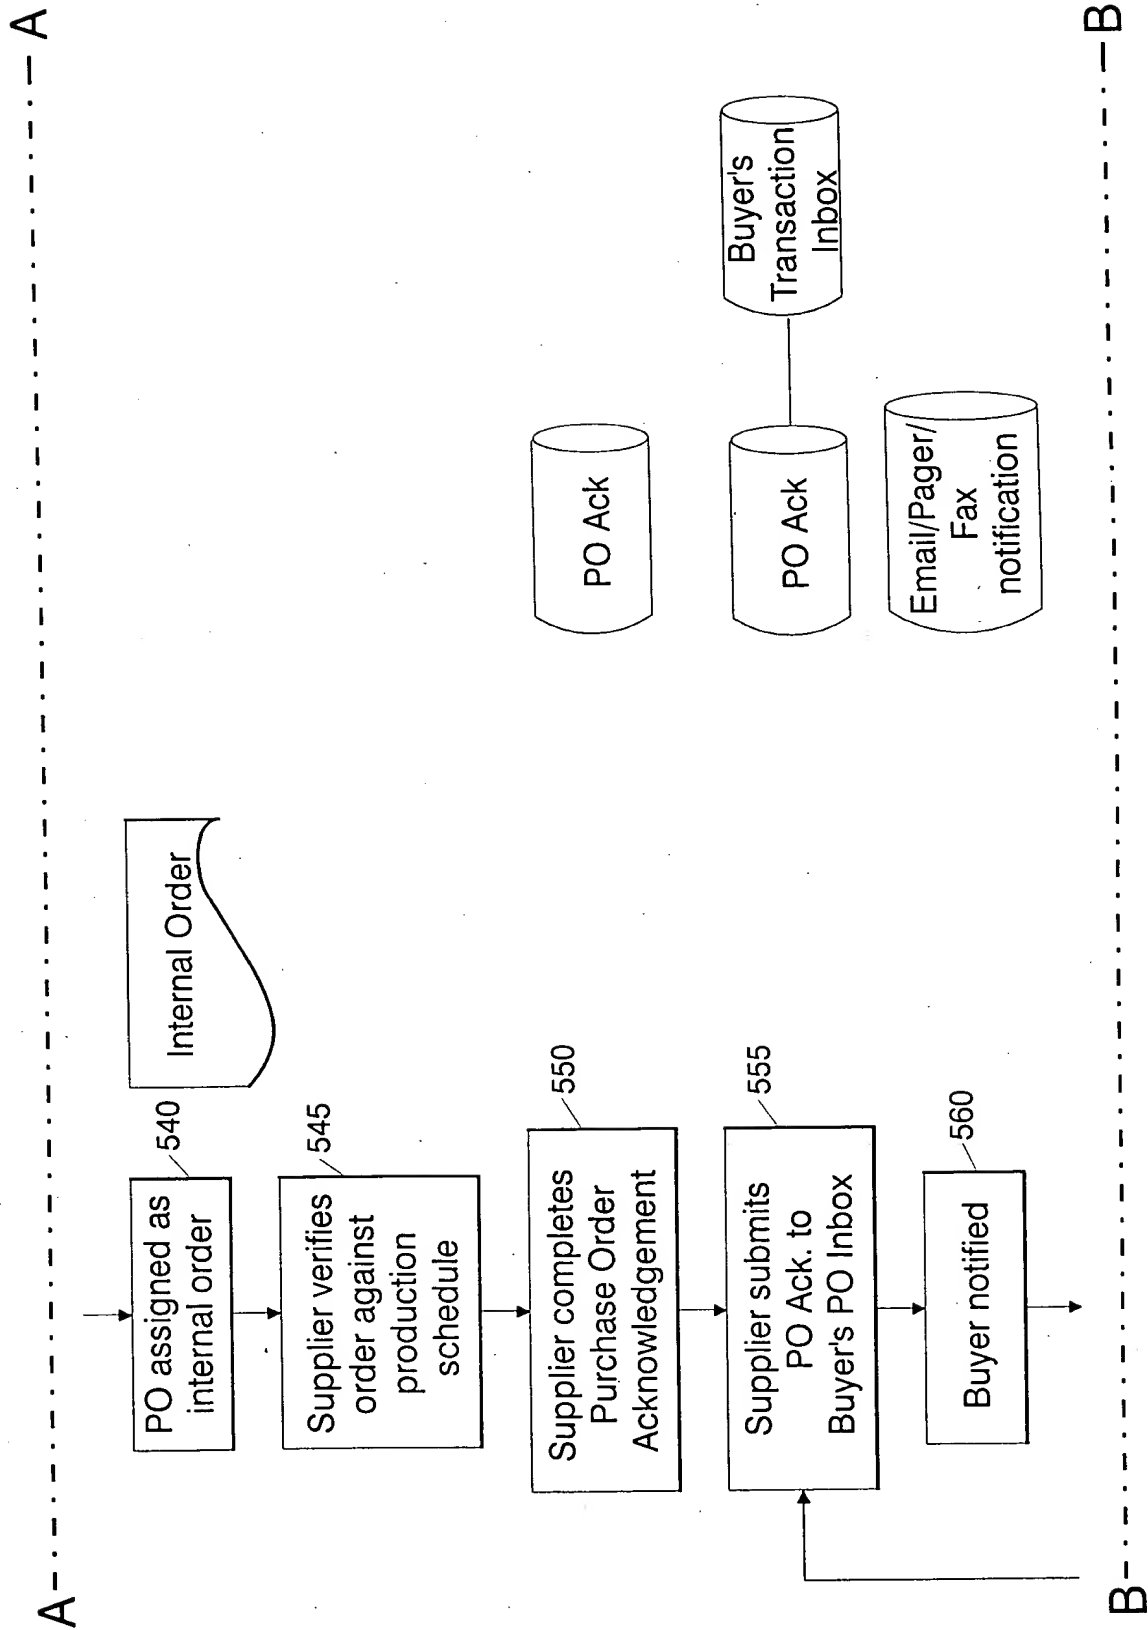 A
A
PO assigned as
internal order
540
Internal Order
Supplier verifies
order against
production
schedule
545
Supplier completes
Purchase Order
Acknowledgement
550
PO Ack
Supplier submits
PO Ack. to
Buyer's PO Inbox
555
PO Ack
Buyer's
Transaction
Inbox
Buyer notified
560
Email/Pager/
Fax
notification
B
B